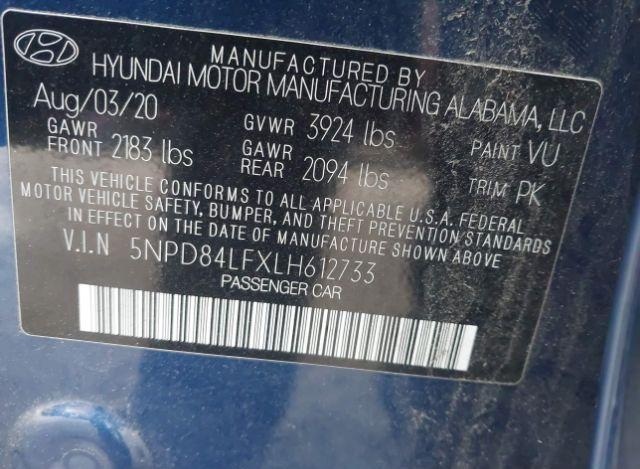 MANUFACTURED BY
HYUNDAI MOTOR MANUFACTURING ALABAMA, LLC
Aug/03/20 GVWR 3924 lbs PAINT VU
GAWR FRONT 2183 lbs GAWR REAR 2094 lbs TRIM PK
THIS VEHICLE CONFORMS TO ALL APPLICABLE U.S.A. FEDERAL
MOTOR VEHICLE SAFETY, BUMPER, AND THEFT PREVENTION STANDARDS
IN EFFECT ON THE DATE OF MANUFACTURE SHOWN ABOVE
V.I.N 5NPD84LFXLH612733
PASSENGER CAR